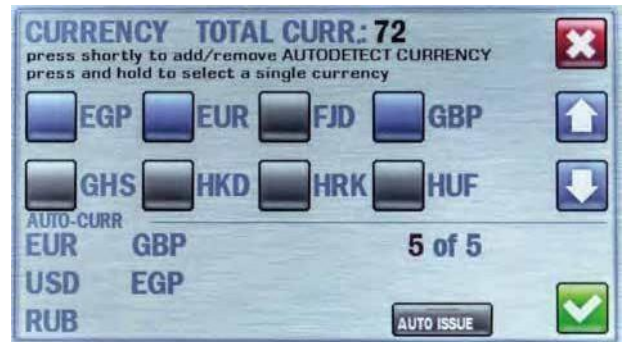 CURRENCY TOTAL CURR.: 72
press shortly to add/remove AUTODETECT CURRENCY
press and hold to select a single currency
EGP EUR FJD GBP
GHS HKD HRK HUF
AUTO-CURR
EUR GBP 5 of 5
USD EGP
RUB AUTO ISSUE